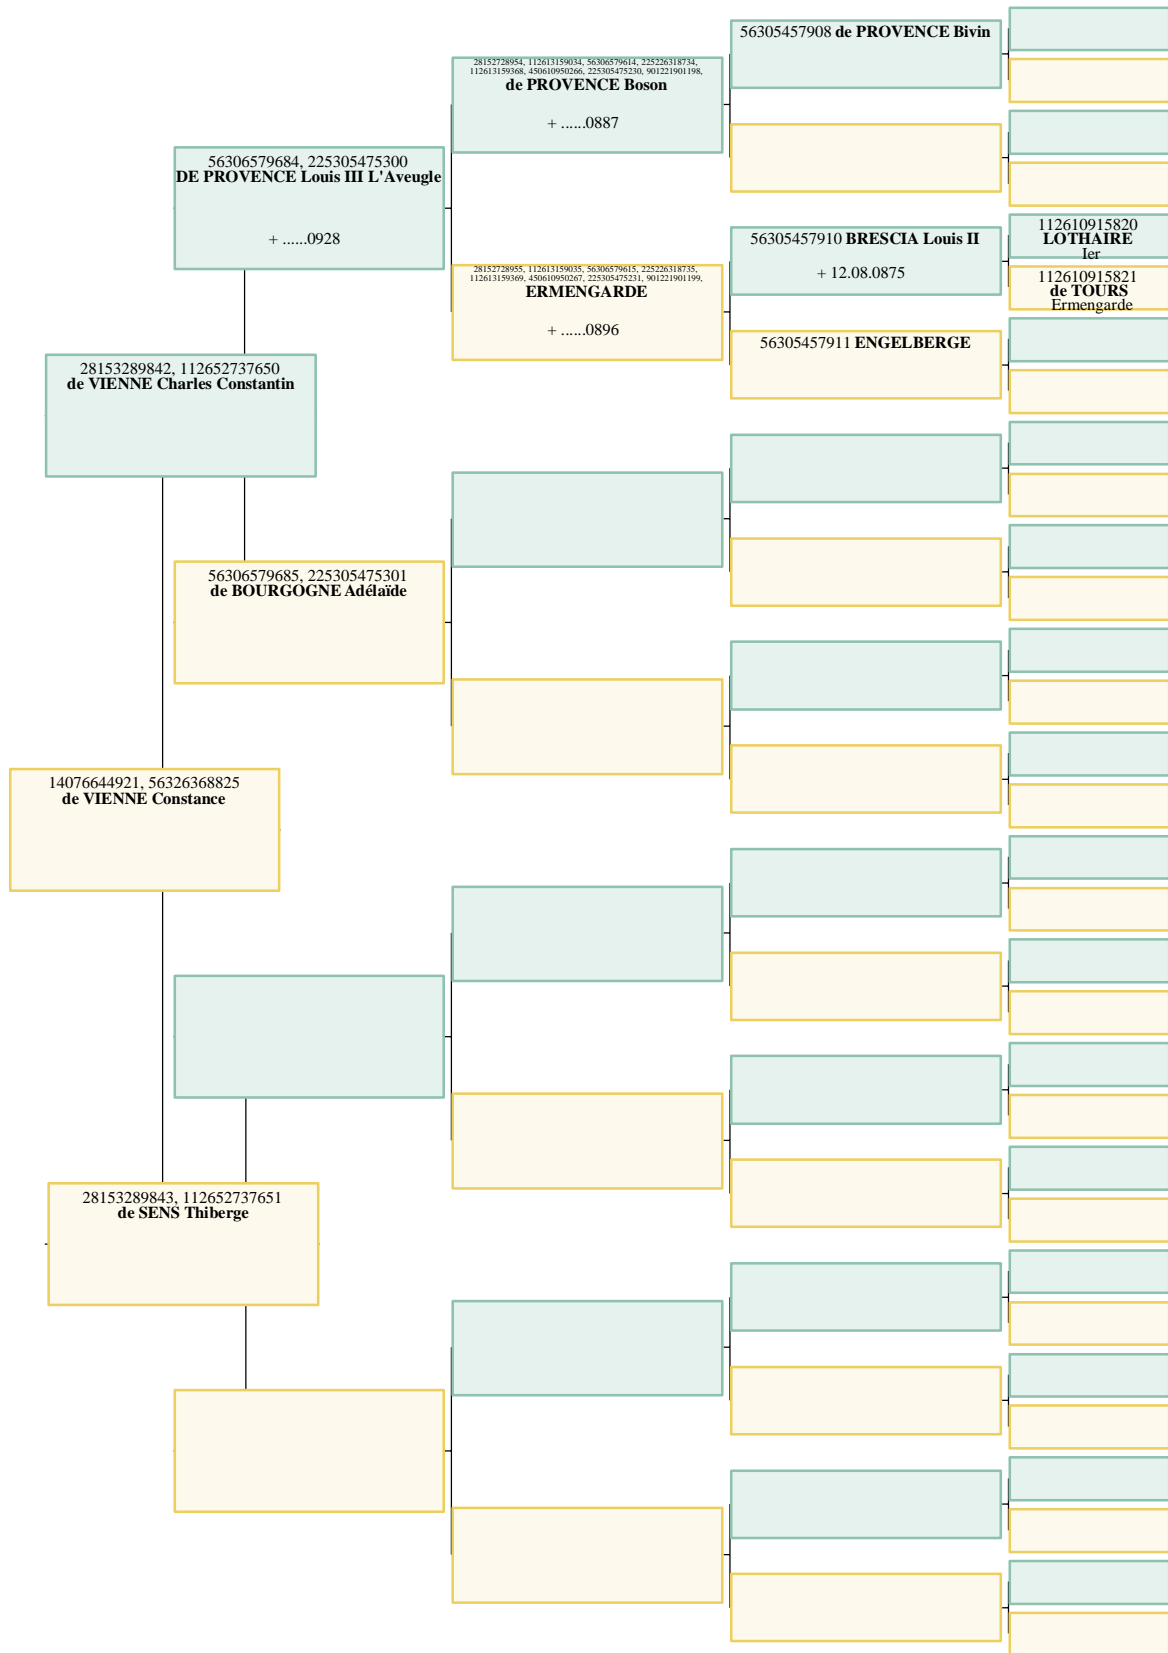 56305457908 de PROVENCE Bivin
28152728954, 112613159034, 56306579614, 225226318734,
112613159368, 450610950266, 225305475230, 901221901198,
de PROVENCE Boson
+ ......0887
56306579684, 225305475300
DE PROVENCE Louis III L'Aveugle
+ ......0928
56305457910 BRESCIA Louis II
+ 12.08.0875
112610915820
LOTHAIRE
Ier
112610915821
de TOURS
Ermengarde
28152728955, 112613159035, 56306579615, 225226318735,
112613159369, 450610950267, 225305475231, 901221901199,
ERMENGARDE
+ ......0896
56305457911 ENGELBERGE
28153289842, 112652737650
de VIENNE Charles Constantin
56306579685, 225305475301
de BOURGOGNE Adélaïde
14076644921, 56326368825
de VIENNE Constance
28153289843, 112652737651
de SENS Thiberge